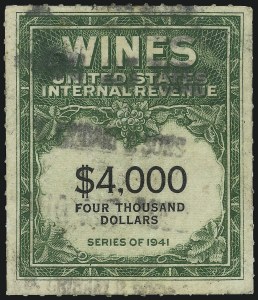 WINES
UNITED STATES
INTERNAL REVENUE
$4,000
FOUR THOUSAND
DOLLARS
SERIES OF 1941